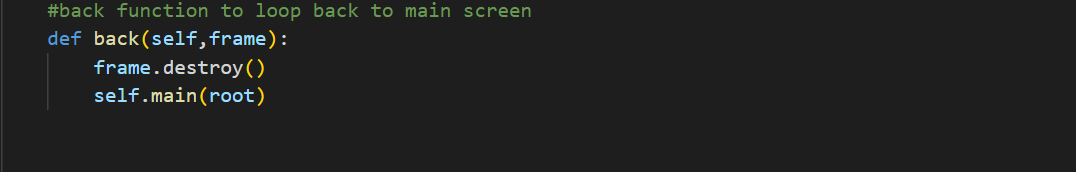 #back function to loop back to main screen
def back(self,frame):
    frame.destroy()
    self.main(root)